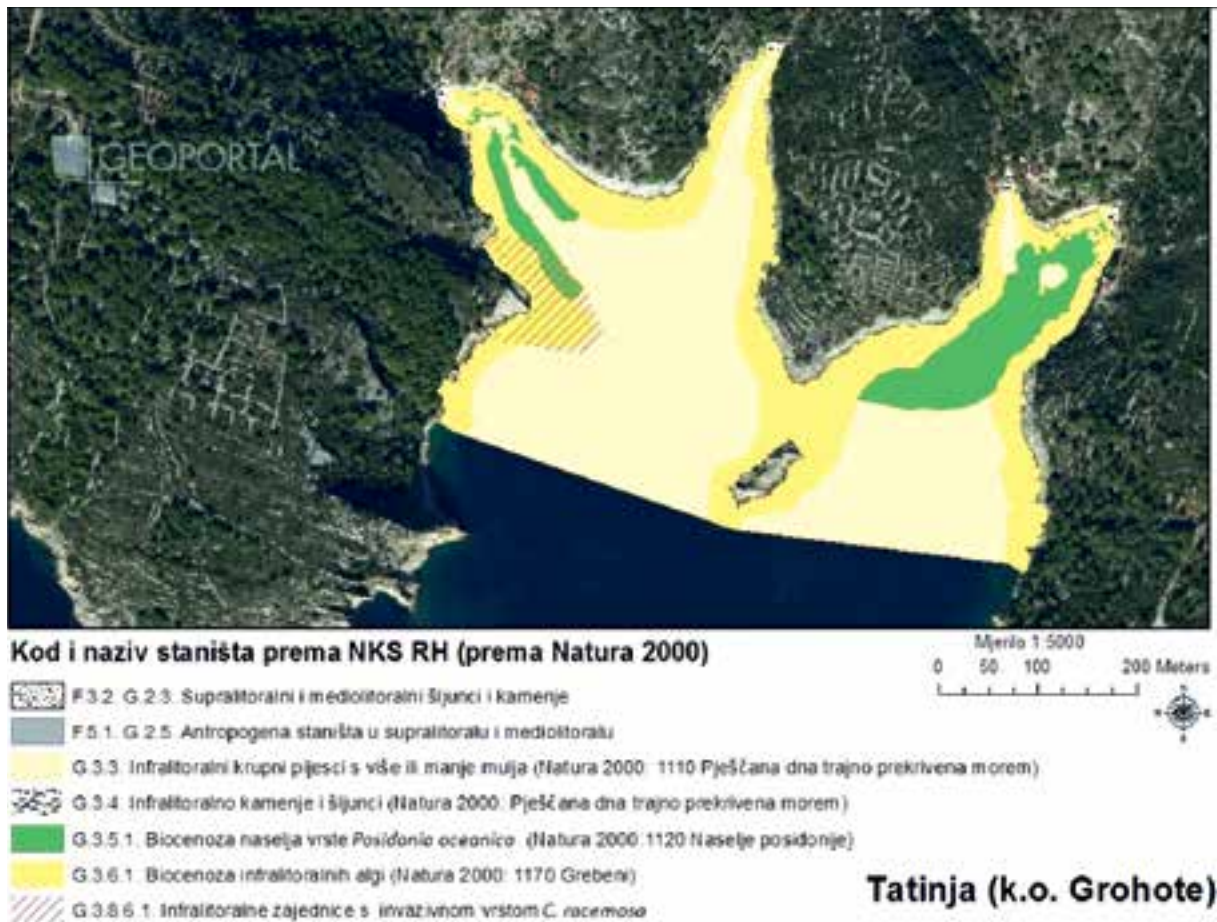 GEOPORTAL
Kod i naziv staništa prema NKS RH (prema Natura 2000)
Mjerilo 1:5000
0 50 100 200 Meters
F.3.2. G.2.3. Supralitoralni i mediolitoralni šljunci i kamenje
F.5.1. G.2.5. Antropogena staništa u supralitoralu i mediolitoralu
G.3.3. Infralitoralni krupni pijesci s više ili manje mulja (Natura 2000: 1110 Pješčana dna trajno prekrivena morem)
G.3.4. Infralitoralno kamenje i šljunci (Natura 2000: Pješčana dna trajno prekrivena morem)
G.3.5.1. Biocenoza naselja vrste Posidonia oceanica (Natura 2000:1120 Naselje posidonije)
G.3.6.1. Biocenoza infralitoralnih algi (Natura 2000: 1170 Grebeni)
G.3.8.6.1. Infralitoralne zajednice s invazivnom vrstom C. racemosa
Tatinja (k.o. Grohote)